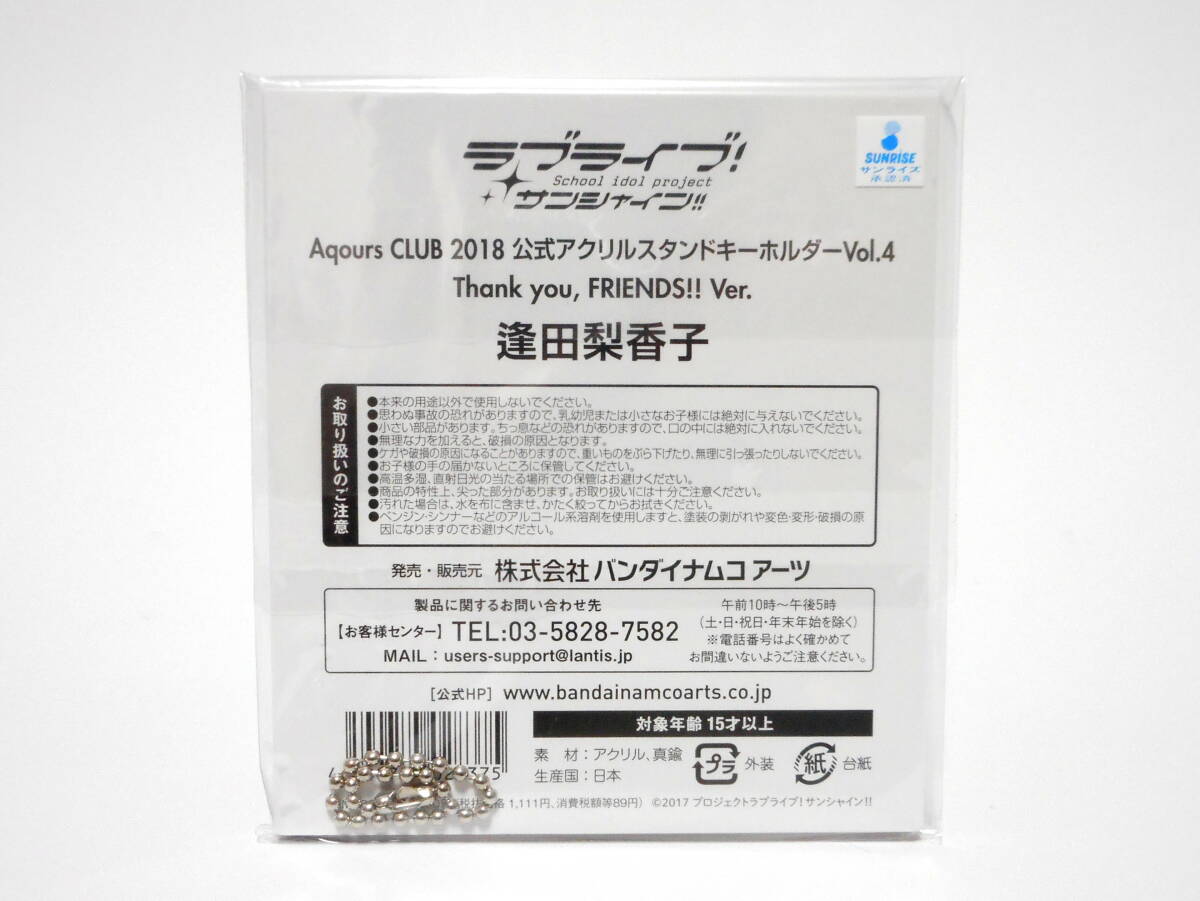 ラブライブ!
School idol project
サンシャイン!!
SUNRISE
サンライズ
承認済
Aqours CLUB 2018 公式アクリルスタンドキーホルダーVol.4
Thank you, FRIENDS!! Ver.
逢田梨香子
お取り扱いのご注意
●本来の用途以外で使用しないでください。
●思わぬ事故の恐れがありますので、乳幼児または小さなお子様には絶対に与えないでください。
●小さい部品があります。ちっ息などの恐れがありますので、口の中には絶対に入れないでください。
●無理な力を加えると、破損の原因となります。
●ケガや破損の原因になることがありますので、重いものをぶら下げたり、無理に引っ張ったりしないでください。
●お子様の手の届かないところに保管してください。
●高温多湿、直射日光の当たる場所での保管はお避けください。
●商品の特性上、尖った部分があります。お取り扱いには十分ご注意ください。
●汚れた場合は、水を布に含ませ、かたく絞ってからお拭きください。
●ベンジン・シンナーなどのアルコール系溶剤を使用しますと、塗装の剥がれや変色・変形・破損の原
因になりますのでお避けください。
発売・販売元 株式会社バンダイナムコアーツ
製品に関するお問い合わせ先
【お客様センター】 TEL:03-5828-7582
MAIL:users-support@lantis.jp
午前10時~午後5時
(土・日・祝日・年末年始を除く)
※電話番号はよく確かめて
お間違いないようご注意ください。
[公式HP] www.bandainamcoarts.co.jp
対象年齢 15才以上
素 材:アクリル、真鍮
生産国:日本
プラ 外装
紙 台紙
375
1,111円、消費税額等89円) ©2017 プロジェクトラブライブ!サンシャイン!!